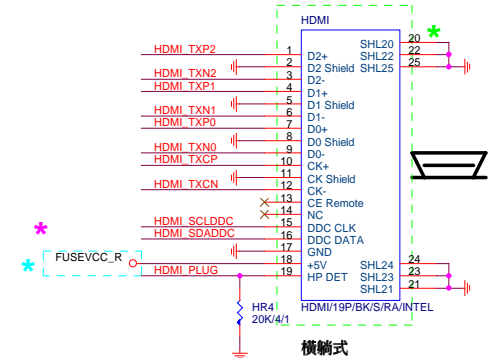 HDMI
HDMI_TXP2 1 D2+ SHL20 20 *
2 D2 Shield SHL22 22
HDMI_TXN2 3 D2- SHL25 25
HDMI_TXP1 4 D1+
5 D1 Shield
HDMI_TXN1 6 D1-
HDMI_TXP0 7 D0+
8 D0 Shield
HDMI_TXN0 9 D0-
HDMI_TXCP 10 CK+
11 CK Shield
HDMI_TXCN 12 CK-
13 CE Remote
14 NC
HDMI_SCLDDC 15 DDC CLK
* HDMI_SDADDC 16 DDC DATA
17 GND
* FUSEVCC_R 18 +5V SHL24 24
HDMI_PLUG 19 HP DET SHL23 23
SHL21 21
HR4
20K/4/1
HDMI/19P/BK/S/RA/INTEL
橫躺式